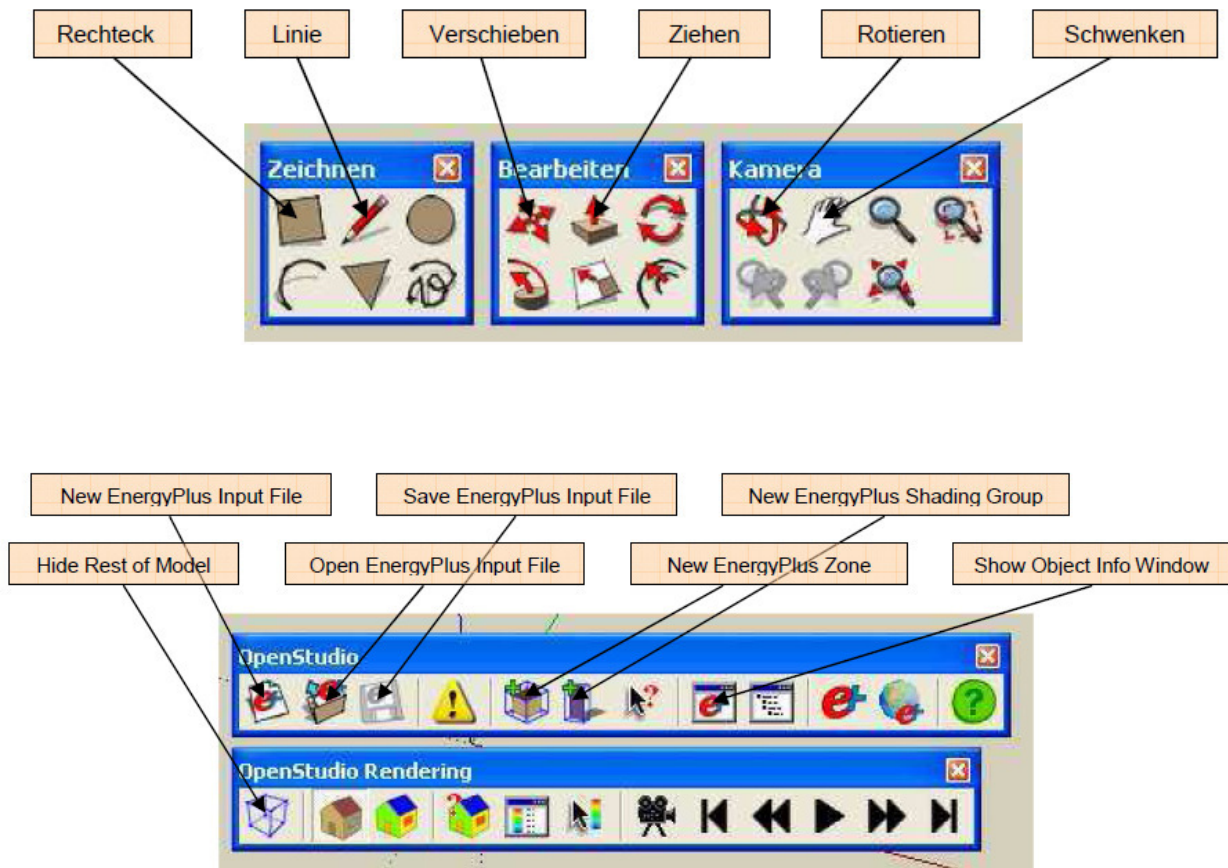 Rechteck
Linie
Verschieben
Ziehen
Rotieren
Schwenken
Zeichnen
Bearbeiten
Kamera
New EnergyPlus Input File
Save EnergyPlus Input File
New EnergyPlus Shading Group
Hide Rest of Model
Open EnergyPlus Input File
New EnergyPlus Zone
Show Object Info Window
OpenStudio
OpenStudio Rendering